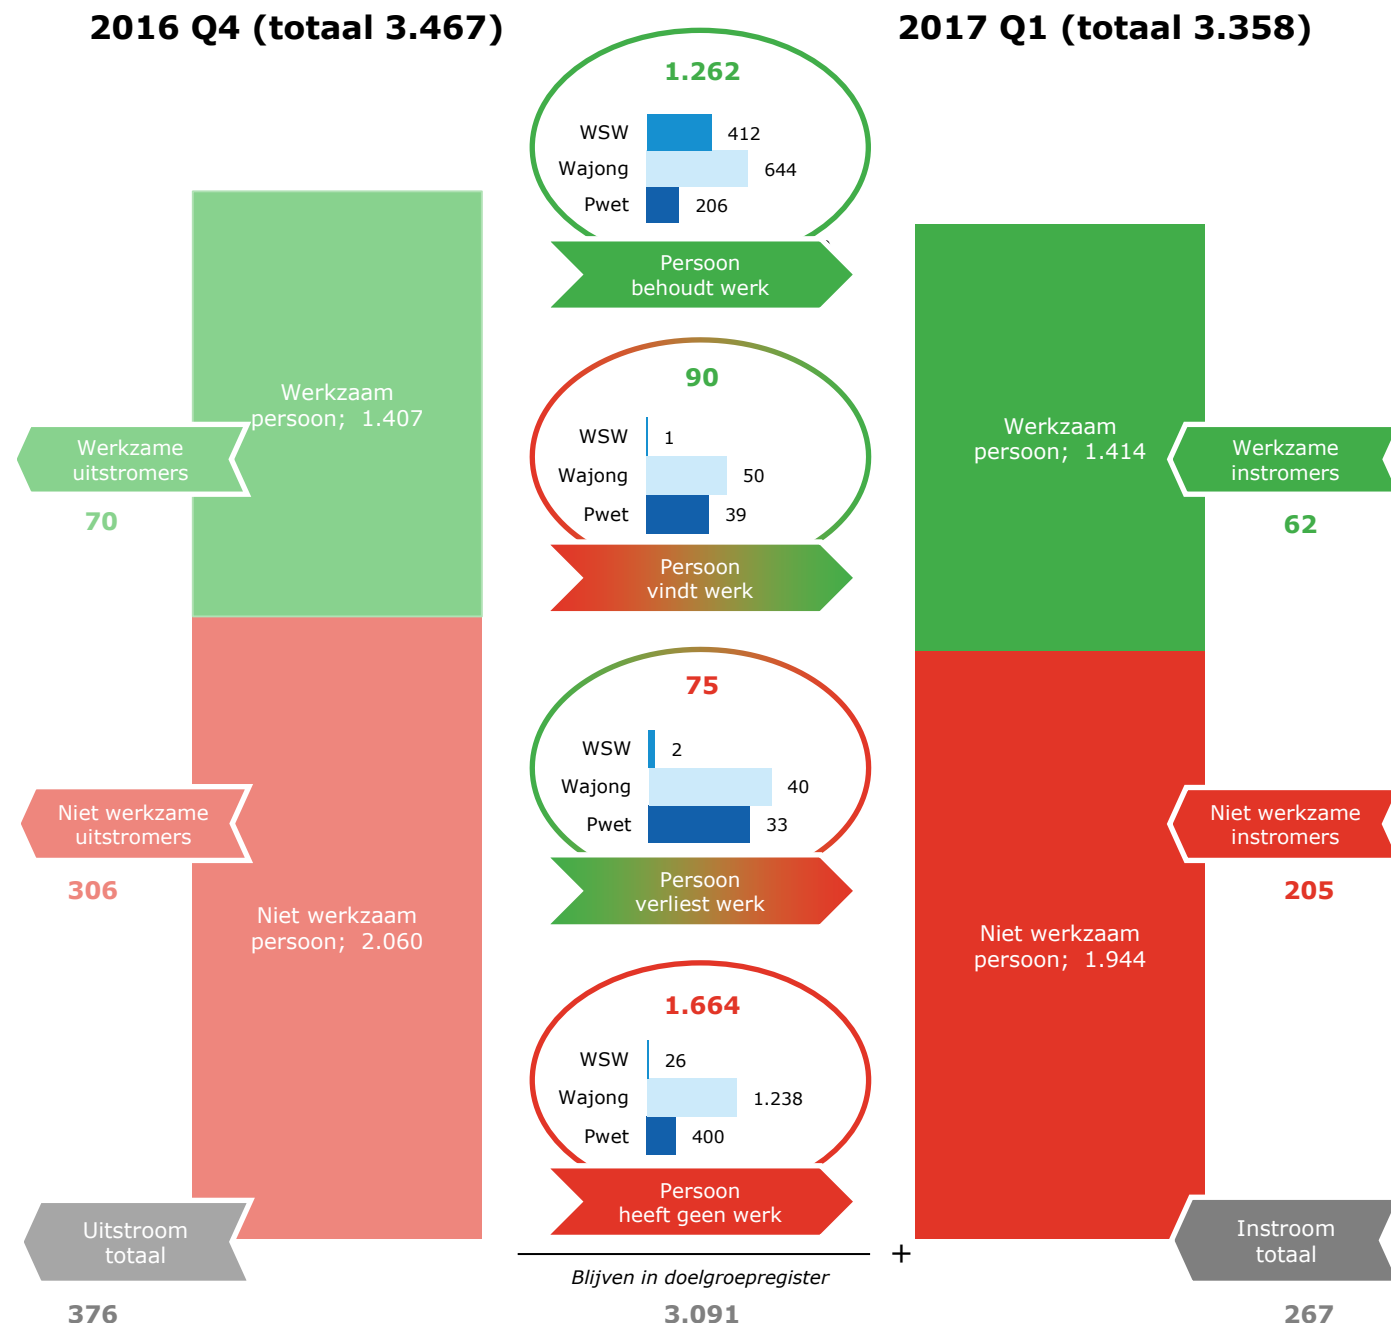 2016 Q4 (totaal 3.467)
2017 Q1 (totaal 3.358)
1.262
WSW 412
Wajong 644
Pwet 206
Persoon
behoudt werk
90
WSW 1
Wajong 50
Pwet 39
Persoon
vindt werk
75
WSW 2
Wajong 40
Pwet 33
Persoon
verliest werk
1.664
WSW 26
Wajong 1.238
Pwet 400
Persoon
heeft geen werk
Werkzaam
persoon; 1.407
Werkzame
uitstromers
70
Niet werkzame
uitstromers
306
Niet werkzaam
persoon; 2.060
Uitstroom
totaal
376
Werkzaam
persoon; 1.414
Werkzame
instromers
62
Niet werkzame
instromers
205
Niet werkzaam
persoon; 1.944
Instroom
totaal
267
+
Blijven in doelgroepregister
3.091